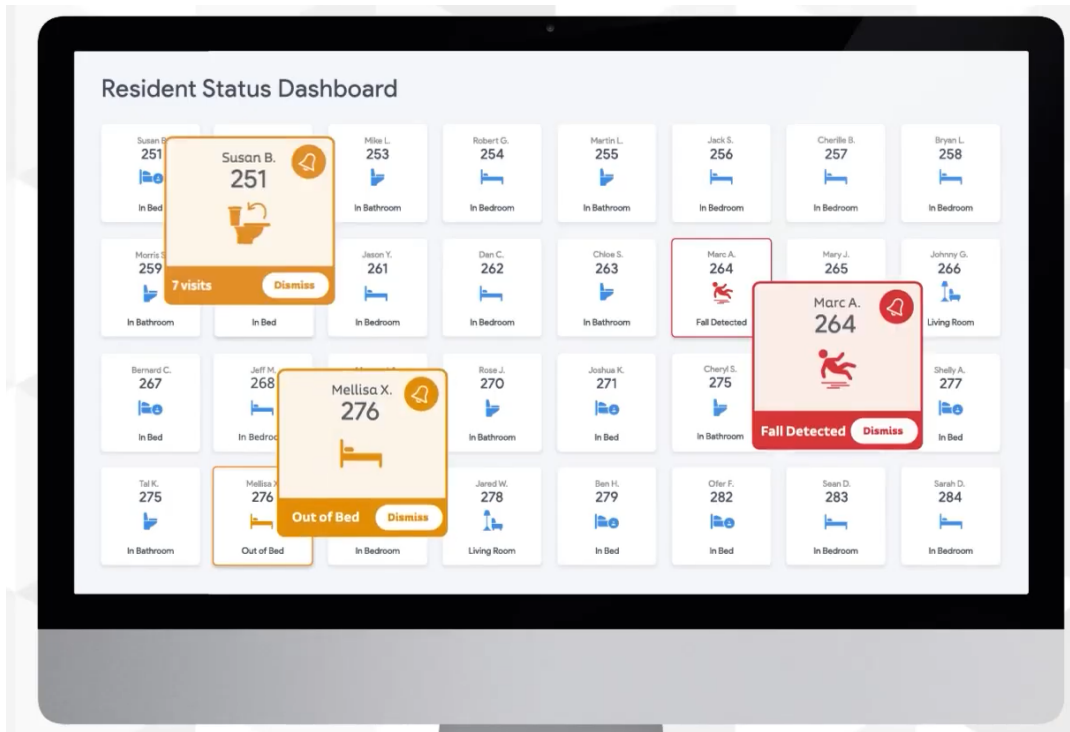 Resident Status Dashboard
Susan B.
251
In Bed
Mike L.
253
In Bathroom
Robert G.
254
In Bedroom
Martin L.
255
In Bathroom
Jack S.
256
In Bedroom
Cherille B.
257
In Bedroom
Bryan L.
258
In Bedroom
Susan B.
251
7 visits
Dismiss
Morris S
259
In Bathroom
In Bed
Jason Y.
261
In Bedroom
Dan C.
262
In Bedroom
Chloe S.
263
In Bathroom
Marc A.
264
Fall Detected
Mary J.
265
Johnny G.
266
Living Room
Marc A.
264
Fall Detected
Dismiss
Bernard C.
267
In Bed
Jeff M.
268
In Bedroo
Rose J.
270
In Bathroom
Joshua K.
271
In Bed
Cheryl S.
275
In Bathroom
Shelly A.
277
In Bed
Mellisa X.
276
Out of Bed
Dismiss
Tal K.
275
In Bathroom
Mellisa X
276
Out of Bed
In Bedroom
Jared W.
278
Living Room
Ben H.
279
In Bed
Ofer F.
282
In Bed
Sean D.
283
In Bedroom
Sarah D.
284
In Bedroom